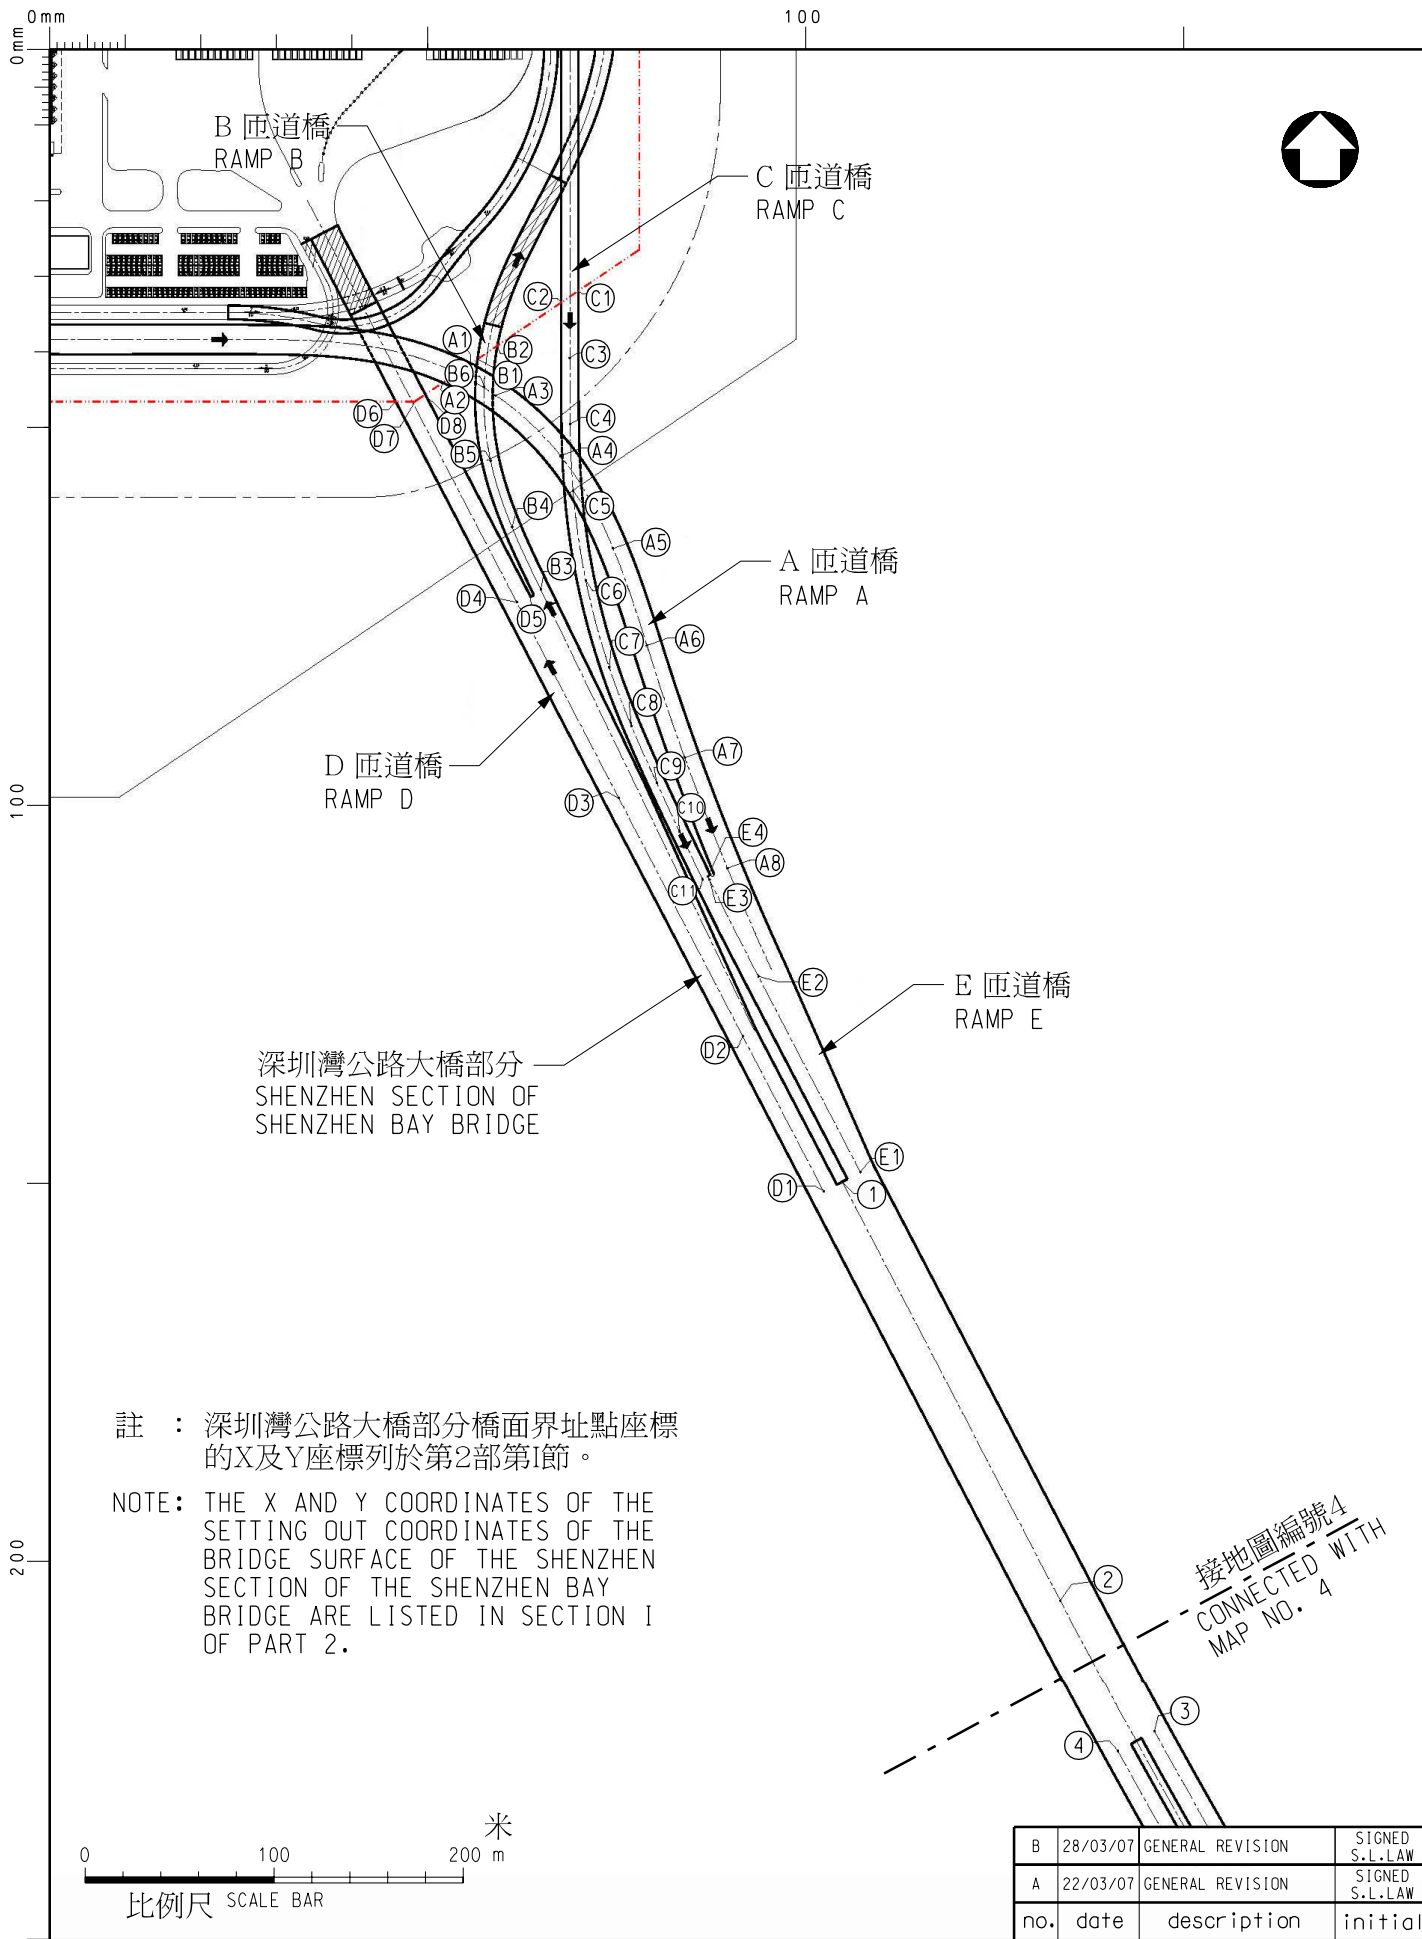 0mm
100
0mm
B 匝道橋
RAMP B
C 匝道橋
RAMP C
C2
C1
A1
B2
C3
B6
B1
A3
A2
D6
D7
D8
C4
B5
A4
B4
C5
A5
A 匝道橋
RAMP A
B3
C6
D4
D5
C7
A6
C8
D 匝道橋
RAMP D
A7
C9
100
D3
C10
E4
A8
C11
E3
E2
E 匝道橋
RAMP E
D2
深圳灣公路大橋部分
SHENZHEN SECTION OF
SHENZHEN BAY BRIDGE
E1
D1
1
註 : 深圳灣公路大橋部分橋面界址點座標
的X及Y座標列於第2部第I節。
NOTE: THE X AND Y COORDINATES OF THE
SETTING OUT COORDINATES OF THE
BRIDGE SURFACE OF THE SHENZHEN
SECTION OF THE SHENZHEN BAY
BRIDGE ARE LISTED IN SECTION I
OF PART 2.
200
2
接地圖編號4
CONNECTED WITH
MAP NO. 4
3
4
米
0 100 200 m
比例尺 SCALE BAR
B 28/03/07 GENERAL REVISION SIGNED S.L.LAW
A 22/03/07 GENERAL REVISION SIGNED S.L.LAW
no. date description initial